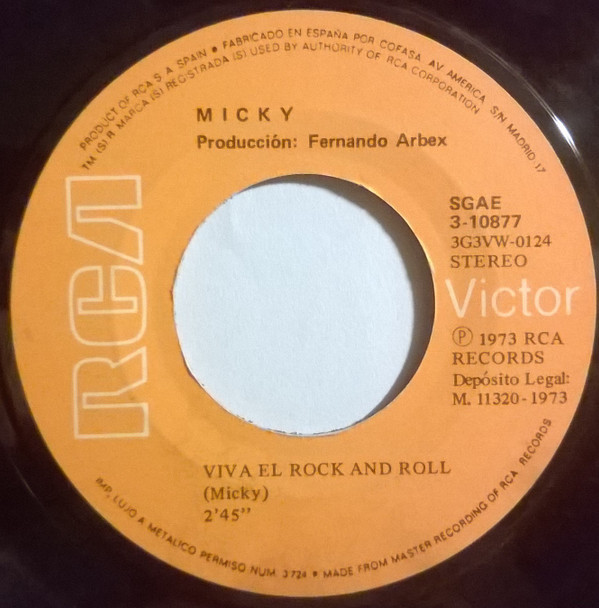 PRODUCT OF RCA S. A. SPAIN • FABRICADO EN ESPAÑA POR COFASA. AV. AMERICA, S/N MADRID 17
TM (S) R MARCA (S) REGISTRADA (S) USED BY AUTHORITY OF RCA CORPORATION
MICKY
Producción: Fernando Arbex
RCA
SGAE
3-10877
3G3VW-0124
STEREO
Victor
Ⓟ 1973 RCA
RECORDS
Depósito Legal:
M. 11320-1973
VIVA EL ROCK AND ROLL
(Micky)
2'45"
IMP. LUJO A METALICO PERMISO NUM. 3724 • MADE FROM MASTER RECORDING OF RCA RECORDS